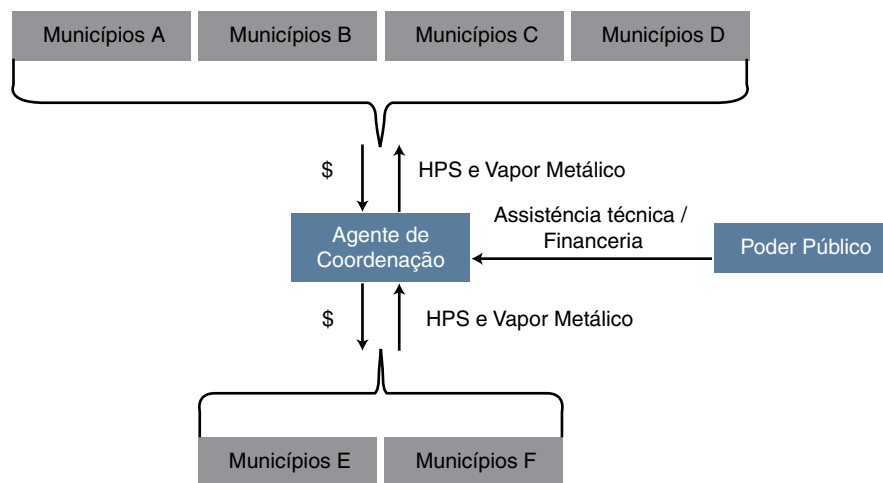 Municípios A
Municípios B
Municípios C
Municípios D
$
HPS e Vapor Metálico
Assisténcia técnica /
Financeria
Agente de
Coordenação
Poder Público
$
HPS e Vapor Metálico
Municípios E
Municípios F